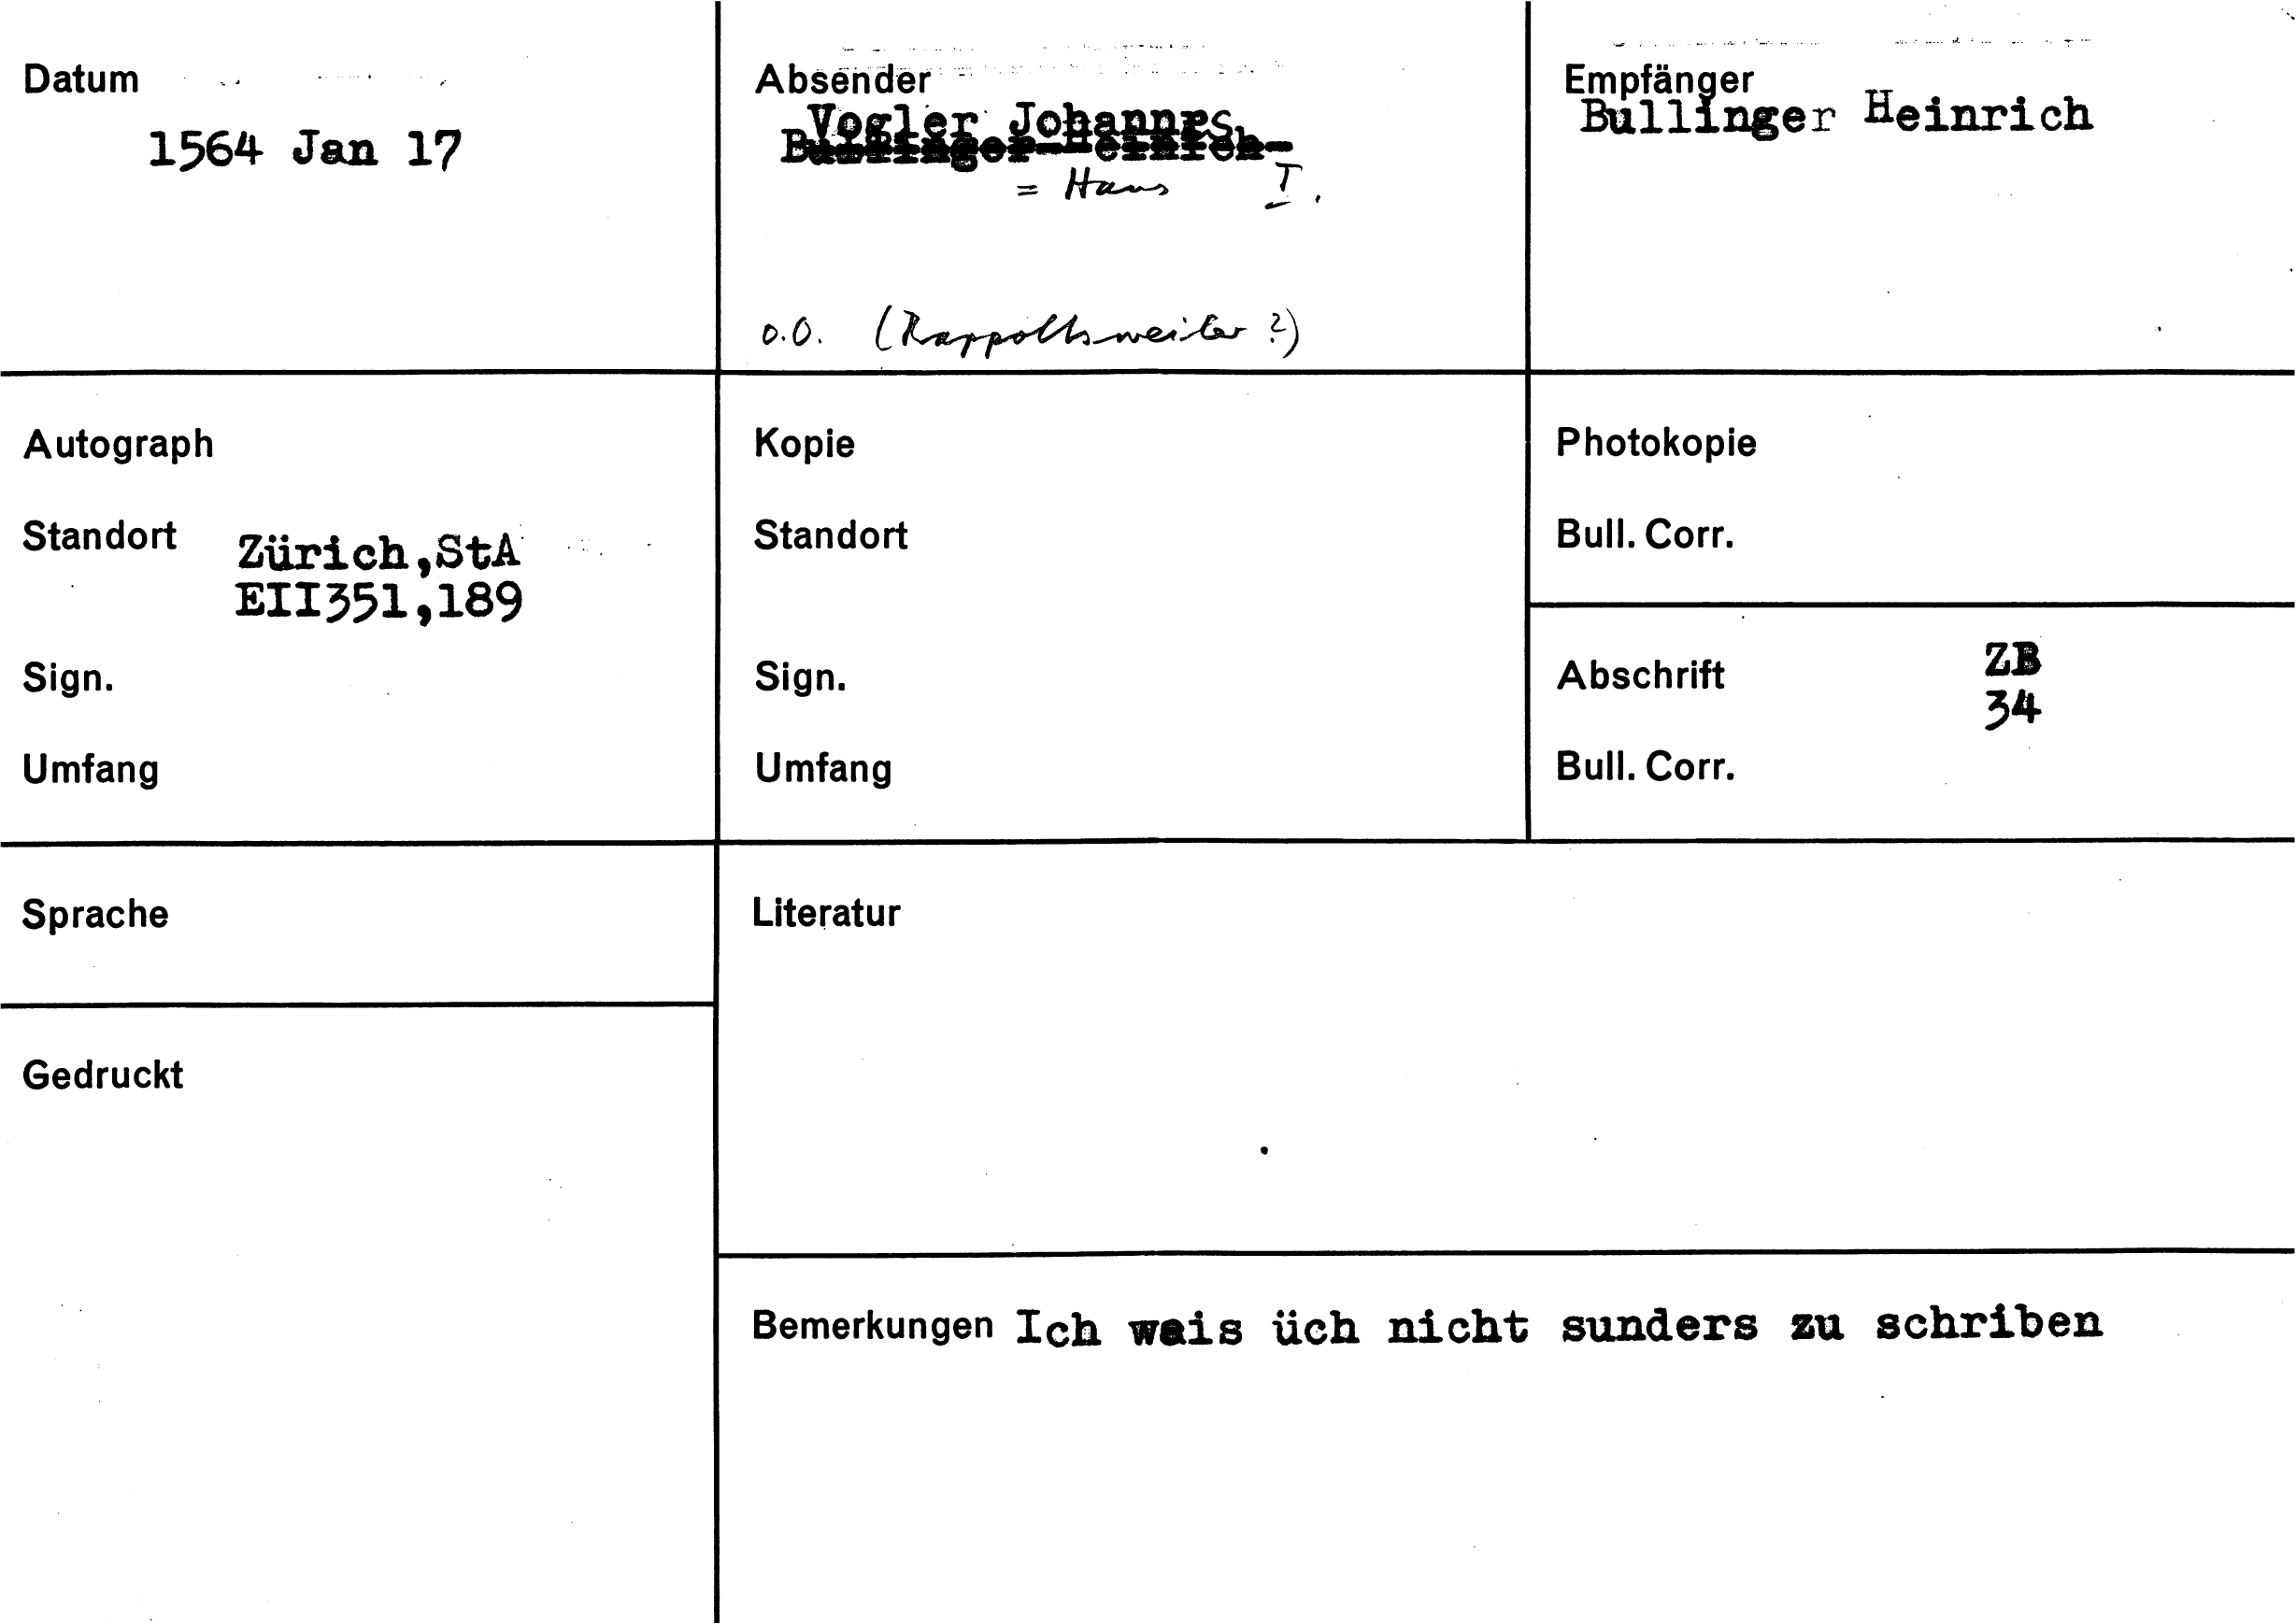 Datum
1564 Jan 17
Absender
Vogler Johannes
Bullinger Heinrich
= Hans I.
o.O. (Rappoltsweiler?)
Empfänger
Bullinger Heinrich
Autograph
Standort Zürich,StA
EII351,189
Sign.
Umfang
Kopie
Standort
Sign.
Umfang
Photokopie
Bull. Corr.
Abschrift ZB
34
Bull. Corr.
Sprache
Literatur
Gedruckt
Bemerkungen Ich wais üch nicht sunders zu schriben